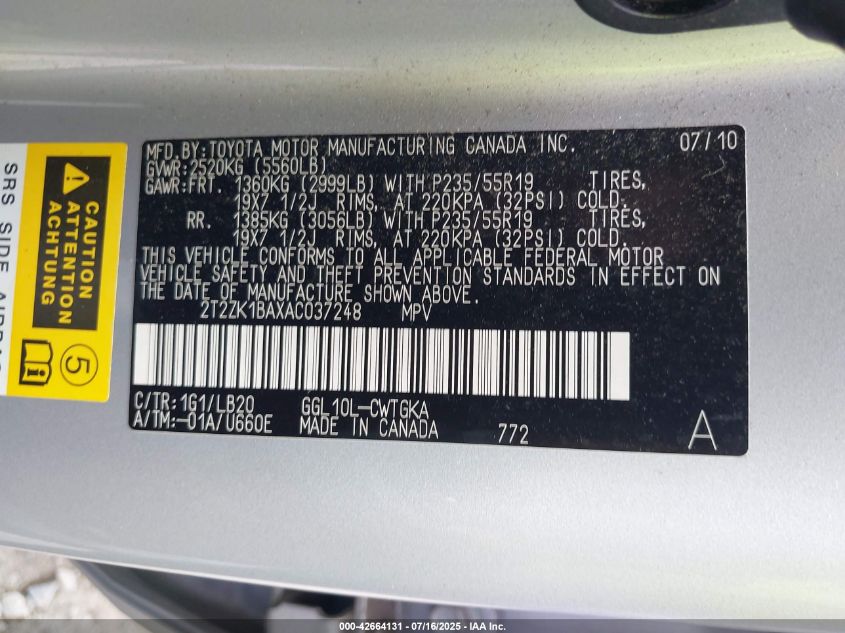 MFD. BY: TOYOTA MOTOR MANUFACTURING CANADA INC. 07/10
GVWR: 2520KG (5560LB)
GAWR: FRT. 1360KG (2999LB) WITH P235/55R19 TIRES,
19X7 1/2J RIMS, AT 220KPA (32PSI) COLD.
RR. 1385KG (3056LB) WITH P235/55R19 TIRES,
19X7 1/2J RIMS, AT 220KPA (32PSI) COLD.
THIS VEHICLE CONFORMS TO ALL APPLICABLE FEDERAL MOTOR
VEHICLE SAFETY AND THEFT PREVENTION STANDARDS IN EFFECT ON
THE DATE OF MANUFACTURE SHOWN ABOVE.
2T2ZK1BAXAC037248 MPV
C/TR: 1G1/LB20 GGL10L-CWTGKA
A/TM:-01A/U660E MADE IN CANADA 772 A
CAUTION
ATTENTION
ACHTUNG
5
SRS SIDE
000-42664131 - 07/16/2025 - IA Inc.